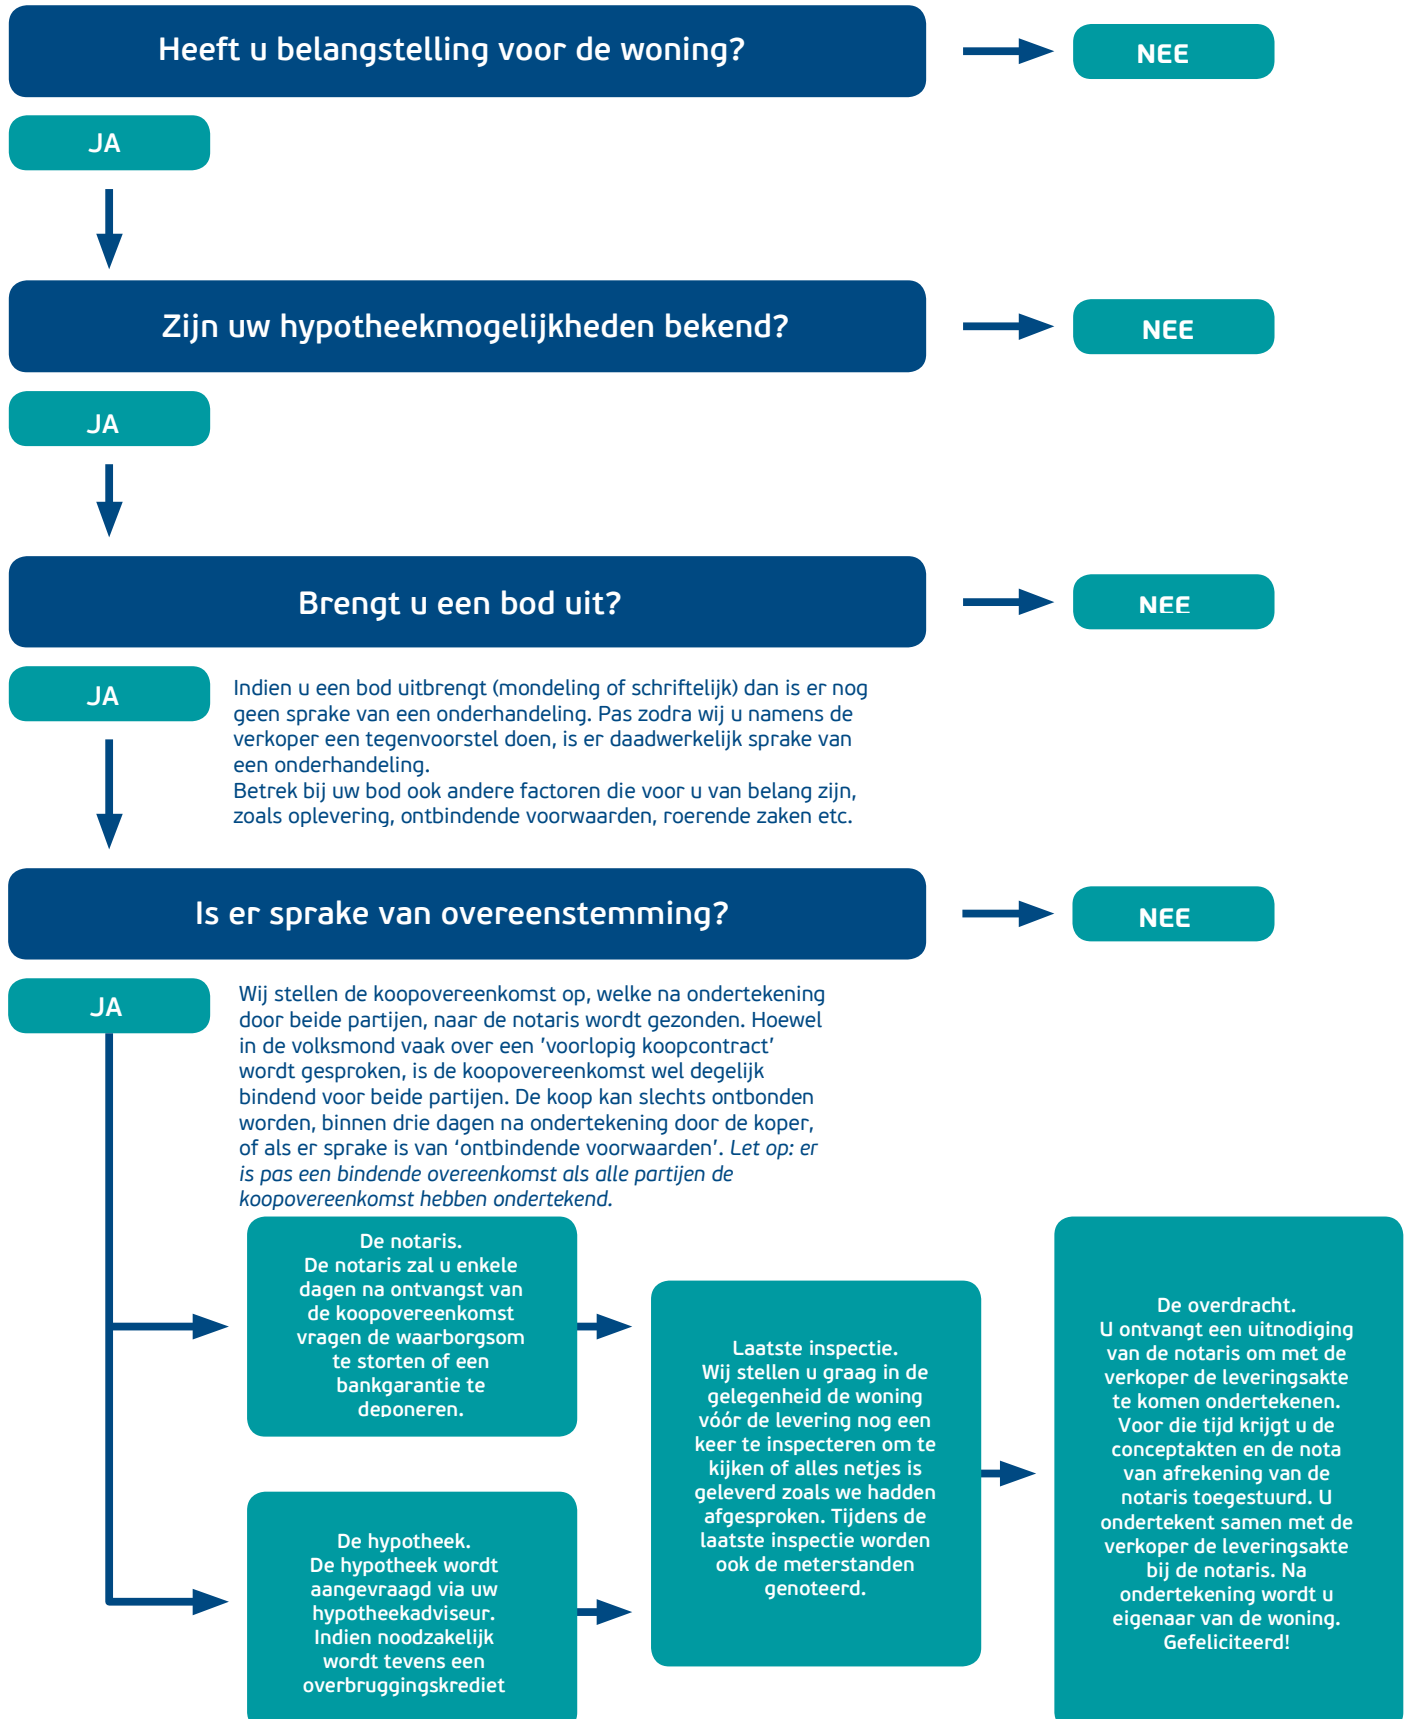 Heeft u belangstelling voor de woning?
NEE
JA
Zijn uw hypotheekmogelijkheden bekend?
NEE
JA
Brengt u een bod uit?
NEE
JA
Indien u een bod uitbrengt (mondeling of schriftelijk) dan is er nog
geen sprake van een onderhandeling. Pas zodra wij u namens de
verkoper een tegenvoorstel doen, is er daadwerkelijk sprake van
een onderhandeling.
Betrek bij uw bod ook andere factoren die voor u van belang zijn,
zoals oplevering, ontbindende voorwaarden, roerende zaken etc.
Is er sprake van overeenstemming?
NEE
JA
Wij stellen de koopovereenkomst op, welke na ondertekening
door beide partijen, naar de notaris wordt gezonden. Hoewel
in de volksmond vaak over een 'voorlopig koopcontract'
wordt gesproken, is de koopovereenkomst wel degelijk
bindend voor beide partijen. De koop kan slechts ontbonden
worden, binnen drie dagen na ondertekening door de koper,
of als er sprake is van ‘ontbindende voorwaarden’. Let op: er
is pas een bindende overeenkomst als alle partijen de
koopovereenkomst hebben ondertekend.
De notaris.
De notaris zal u enkele
dagen na ontvangst van
de koopovereenkomst
vragen de waarborgsom
te storten of een
bankgarantie te
deponeren.
De hypotheek.
De hypotheek wordt
aangevraagd via uw
hypotheekadviseur.
Indien noodzakelijk
wordt tevens een
overbruggingskrediet
Laatste inspectie.
Wij stellen u graag in de
gelegenheid de woning
vóór de levering nog een
keer te inspecteren om te
kijken of alles netjes is
geleverd zoals we hadden
afgesproken. Tijdens de
laatste inspectie worden
ook de meterstanden
genoteerd.
De overdracht.
U ontvangt een uitnodiging
van de notaris om met de
verkoper de leveringsakte
te komen ondertekenen.
Voor die tijd krijgt u de
conceptakten en de nota
van afrekening van de
notaris toegestuurd. U
ondertekent samen met de
verkoper de leveringsakte
bij de notaris. Na
ondertekening wordt u
eigenaar van de woning.
Gefeliciteerd!